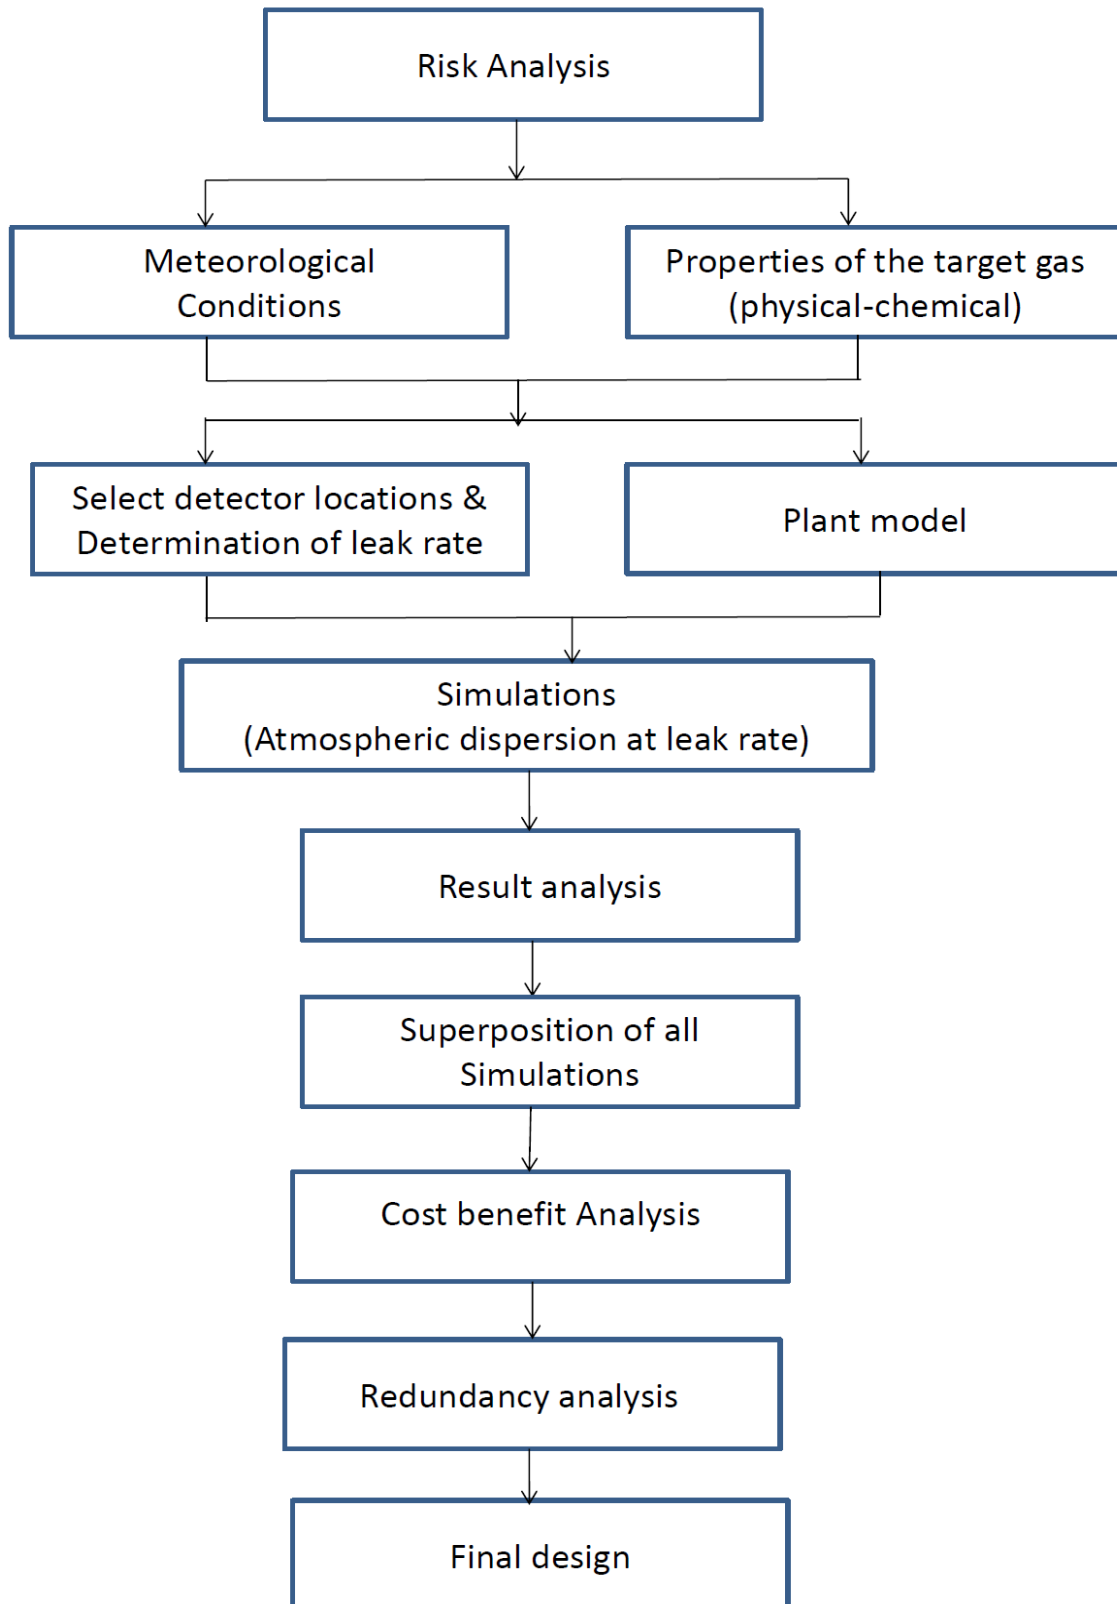 Risk Analysis
Meteorological
Conditions
Properties of the target gas
(physical-chemical)
Select detector locations &
Determination of leak rate
Plant model
Simulations
(Atmospheric dispersion at leak rate)
Result analysis
Superposition of all
Simulations
Cost benefit Analysis
Redundancy analysis
Final design